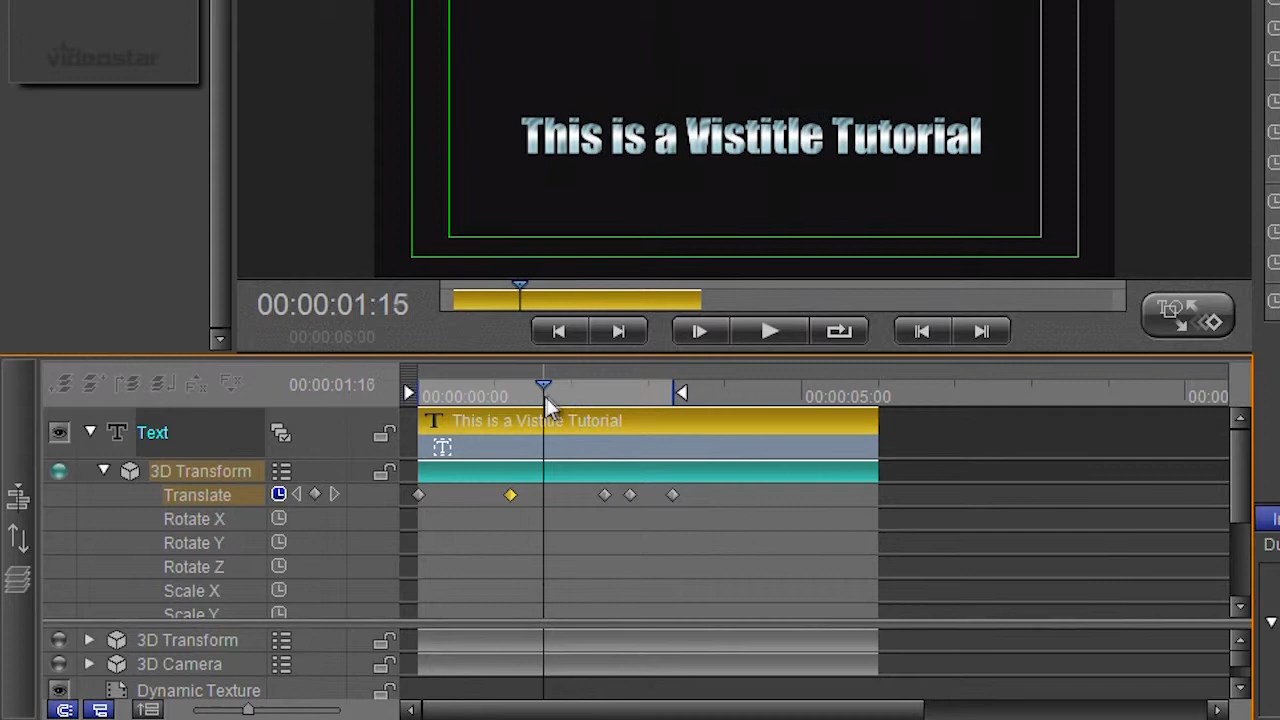 videostar
This is a Vistitle Tutorial
00:00:01:15
00:00:06:00
00:00:01:16
00:00:00:00
00:00:05:00
00:00
T This is a Vistitle Tutorial
T Text
T
3D Transform
Translate
Rotate X
Rotate Y
Rotate Z
Scale X
Scale Y
3D Transform
3D Camera
Dynamic Texture
In
Du